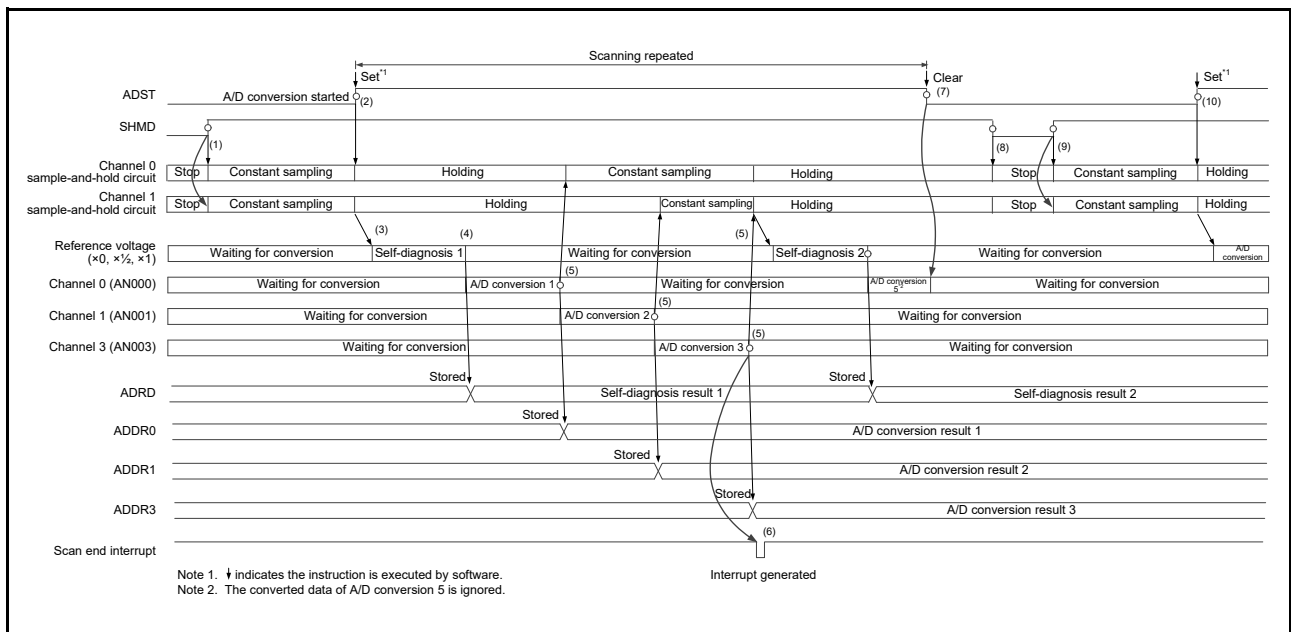 Scanning repeated
Set*1
Clear
Set*1
ADST
A/D conversion started
(2)
(7)
(10)
SHMD
(1)
(8)
(9)
Channel 0
sample-and-hold circuit
Stop
Constant sampling
Holding
Constant sampling
Holding
Stop
Constant sampling
Holding
Channel 1
sample-and-hold circuit
Stop
Constant sampling
Holding
Constant sampling
Holding
Stop
Constant sampling
Holding
(3)
(4)
(5)
Reference voltage
(×0, ×½, ×1)
Waiting for conversion
Self-diagnosis 1
Waiting for conversion
Self-diagnosis 2
Waiting for conversion
A/D
conversion
Channel 0 (AN000)
Waiting for conversion
A/D conversion 1
(5)
Waiting for conversion
A/D conversion
5*2
Waiting for conversion
Channel 1 (AN001)
Waiting for conversion
A/D conversion 2
(5)
Waiting for conversion
Channel 3 (AN003)
Waiting for conversion
A/D conversion 3
(5)
Waiting for conversion
ADRD
Stored
Self-diagnosis result 1
Stored
Self-diagnosis result 2
ADDR0
Stored
A/D conversion result 1
ADDR1
Stored
A/D conversion result 2
ADDR3
Stored
A/D conversion result 3
Scan end interrupt
(6)
Interrupt generated
Note 1. ↓ indicates the instruction is executed by software.
Note 2. The converted data of A/D conversion 5 is ignored.